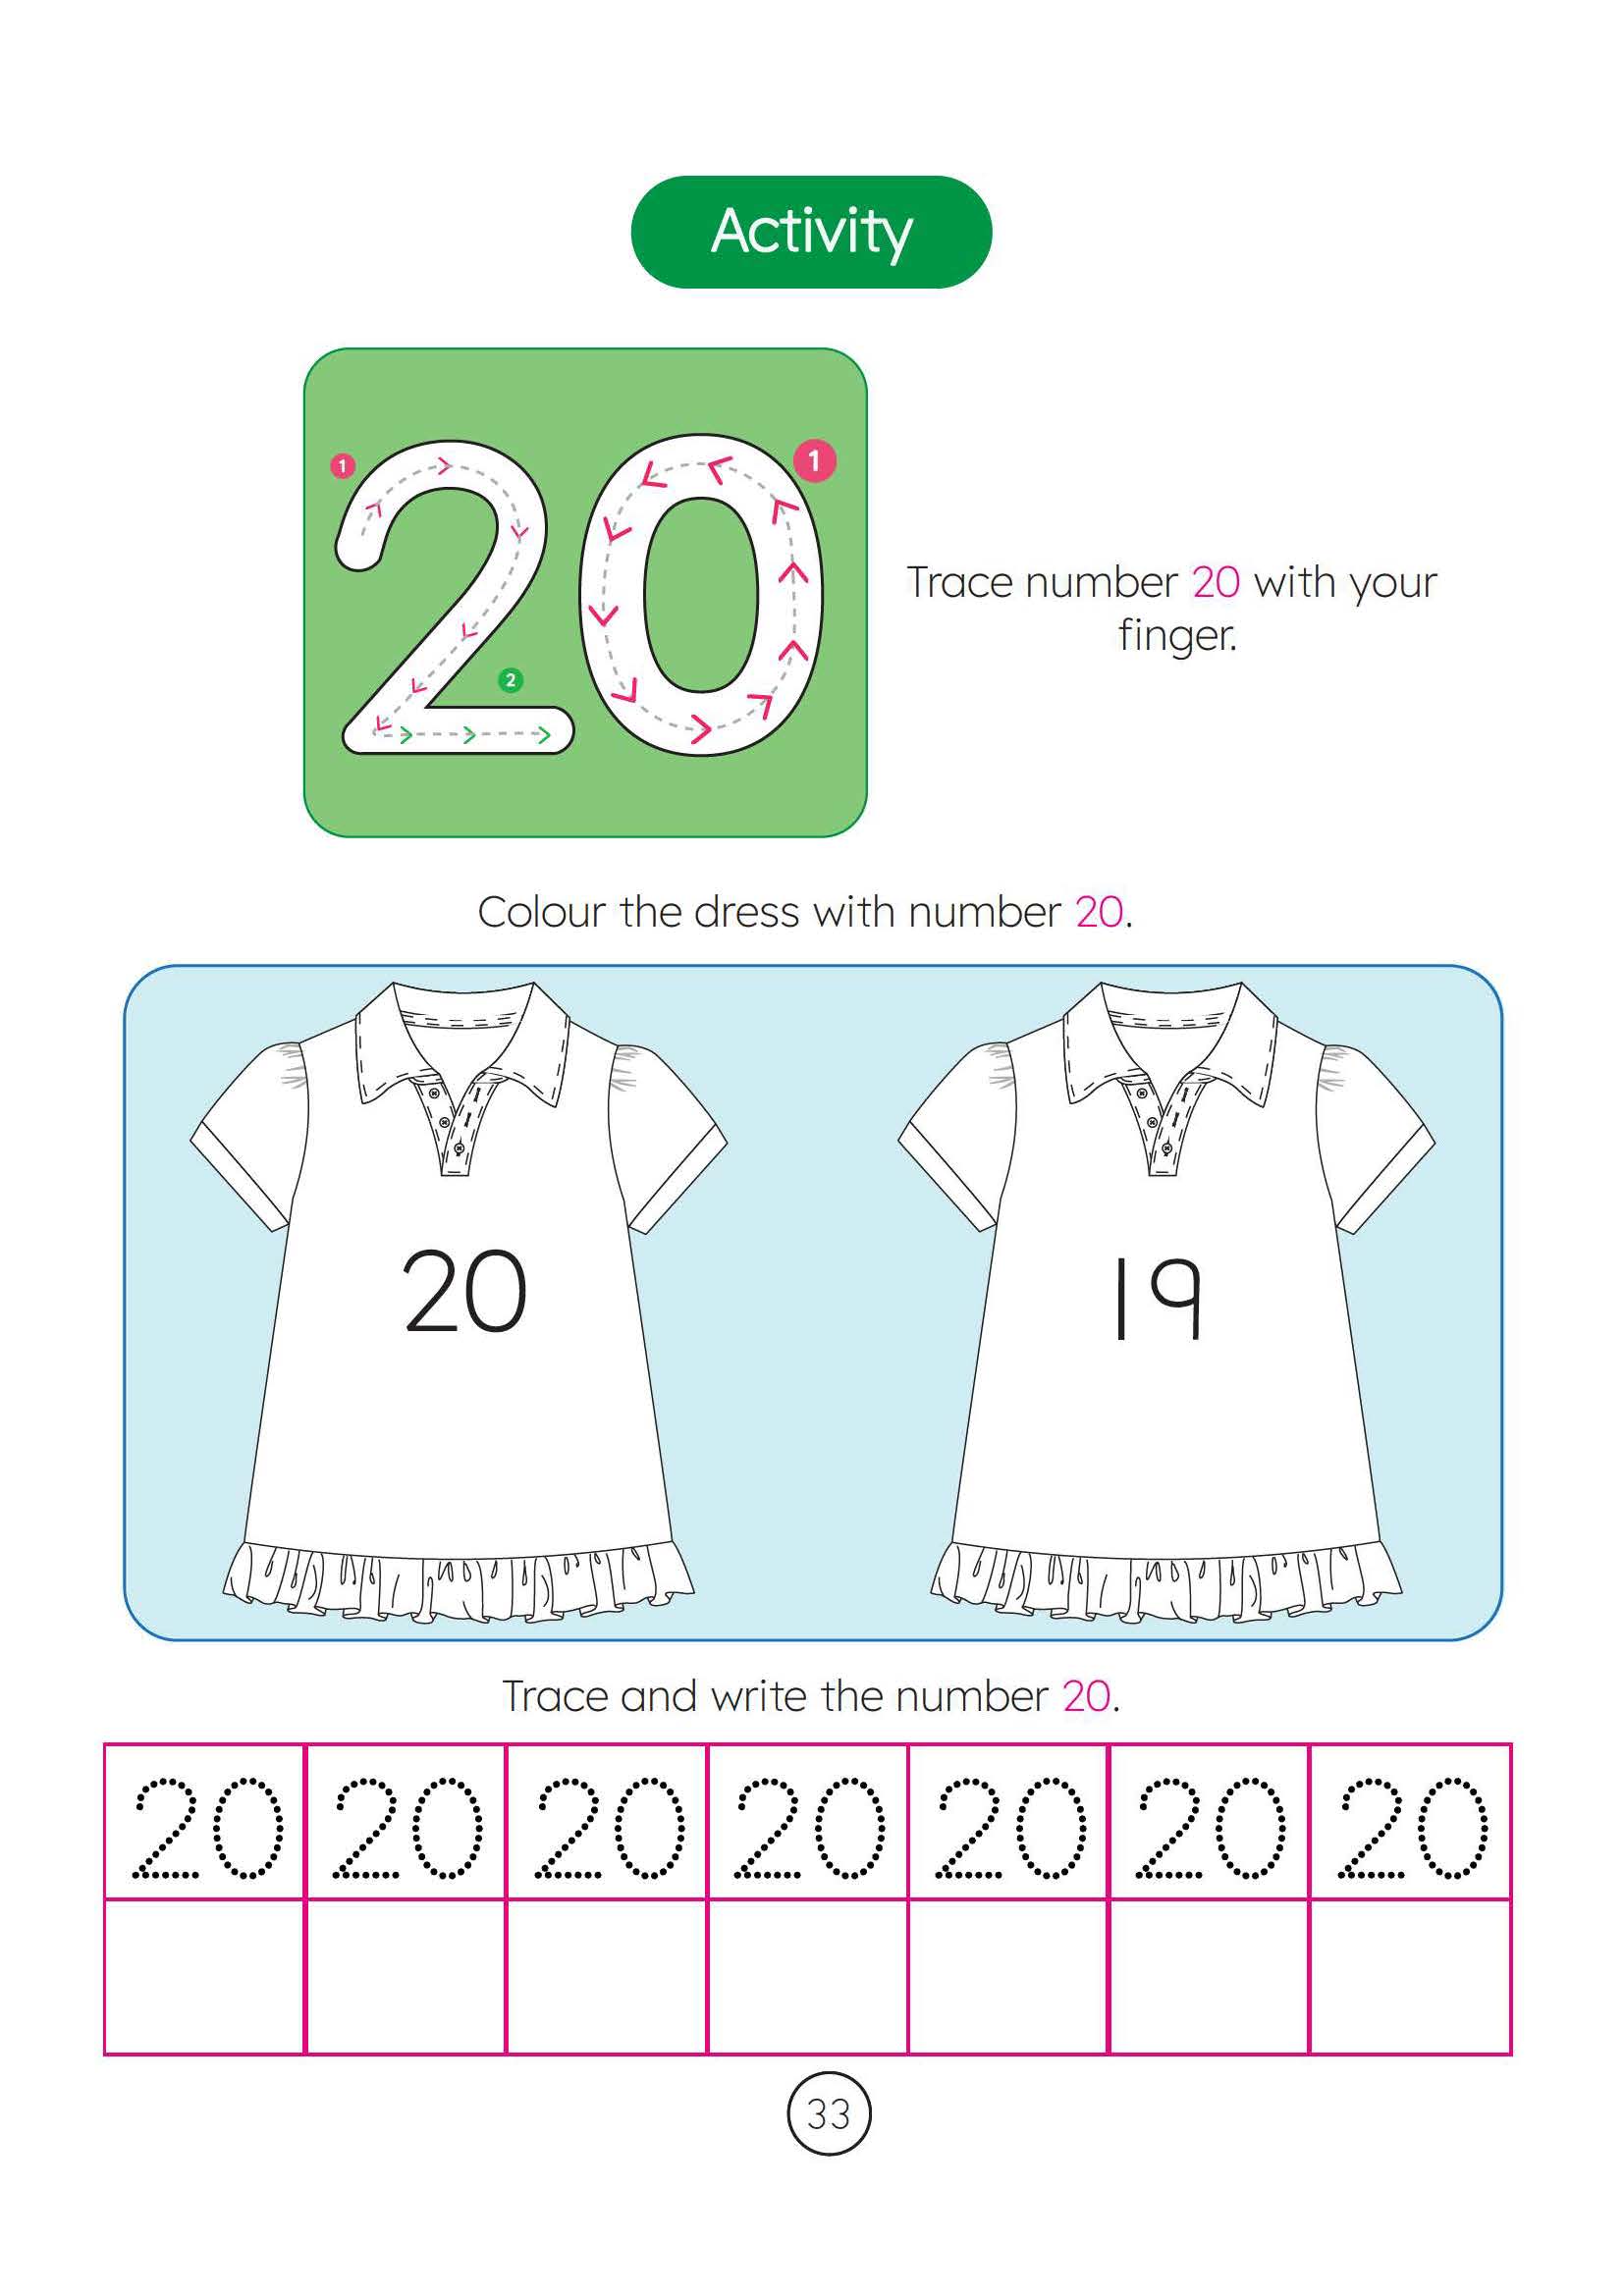 Activity
1
20
1
2
Trace number 20 with your
finger.
Colour the dress with number 20.
20
19
Trace and write the number 20.
20 20 20 20 20 20 20
33